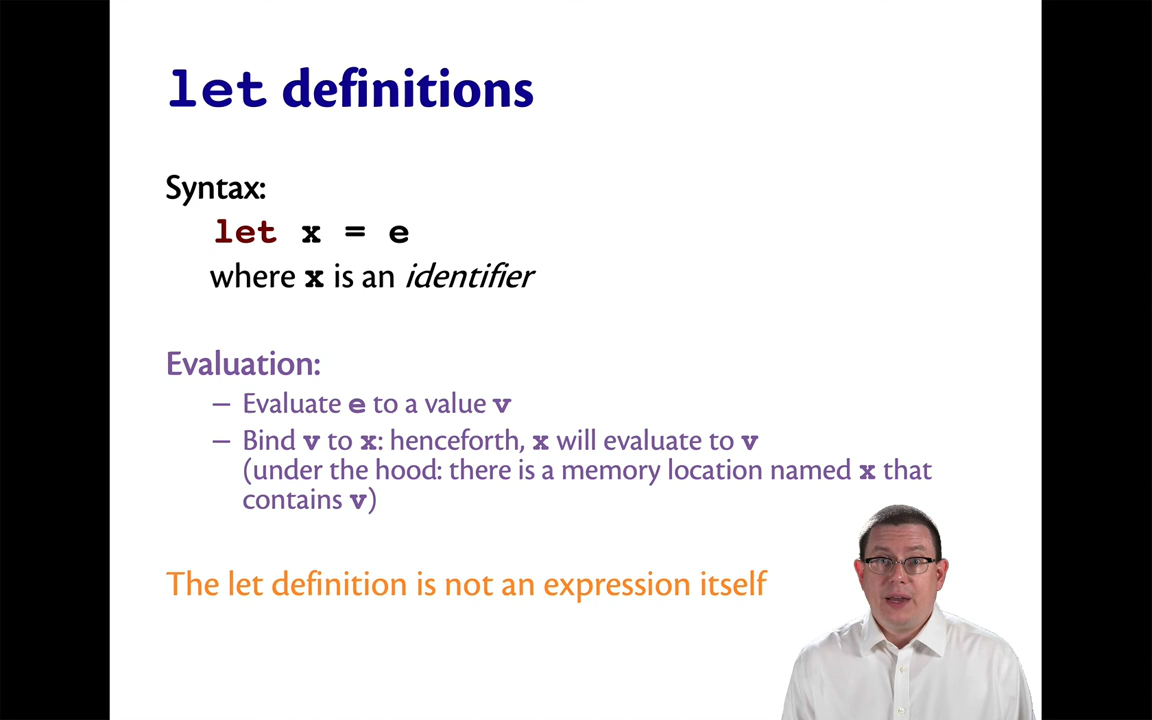 let definitions
Syntax:
let x = e
where x is an identifier
Evaluation:
– Evaluate e to a value v
– Bind v to x: henceforth, x will evaluate to v
(under the hood: there is a memory location named x that
contains v)
The let definition is not an expression itself